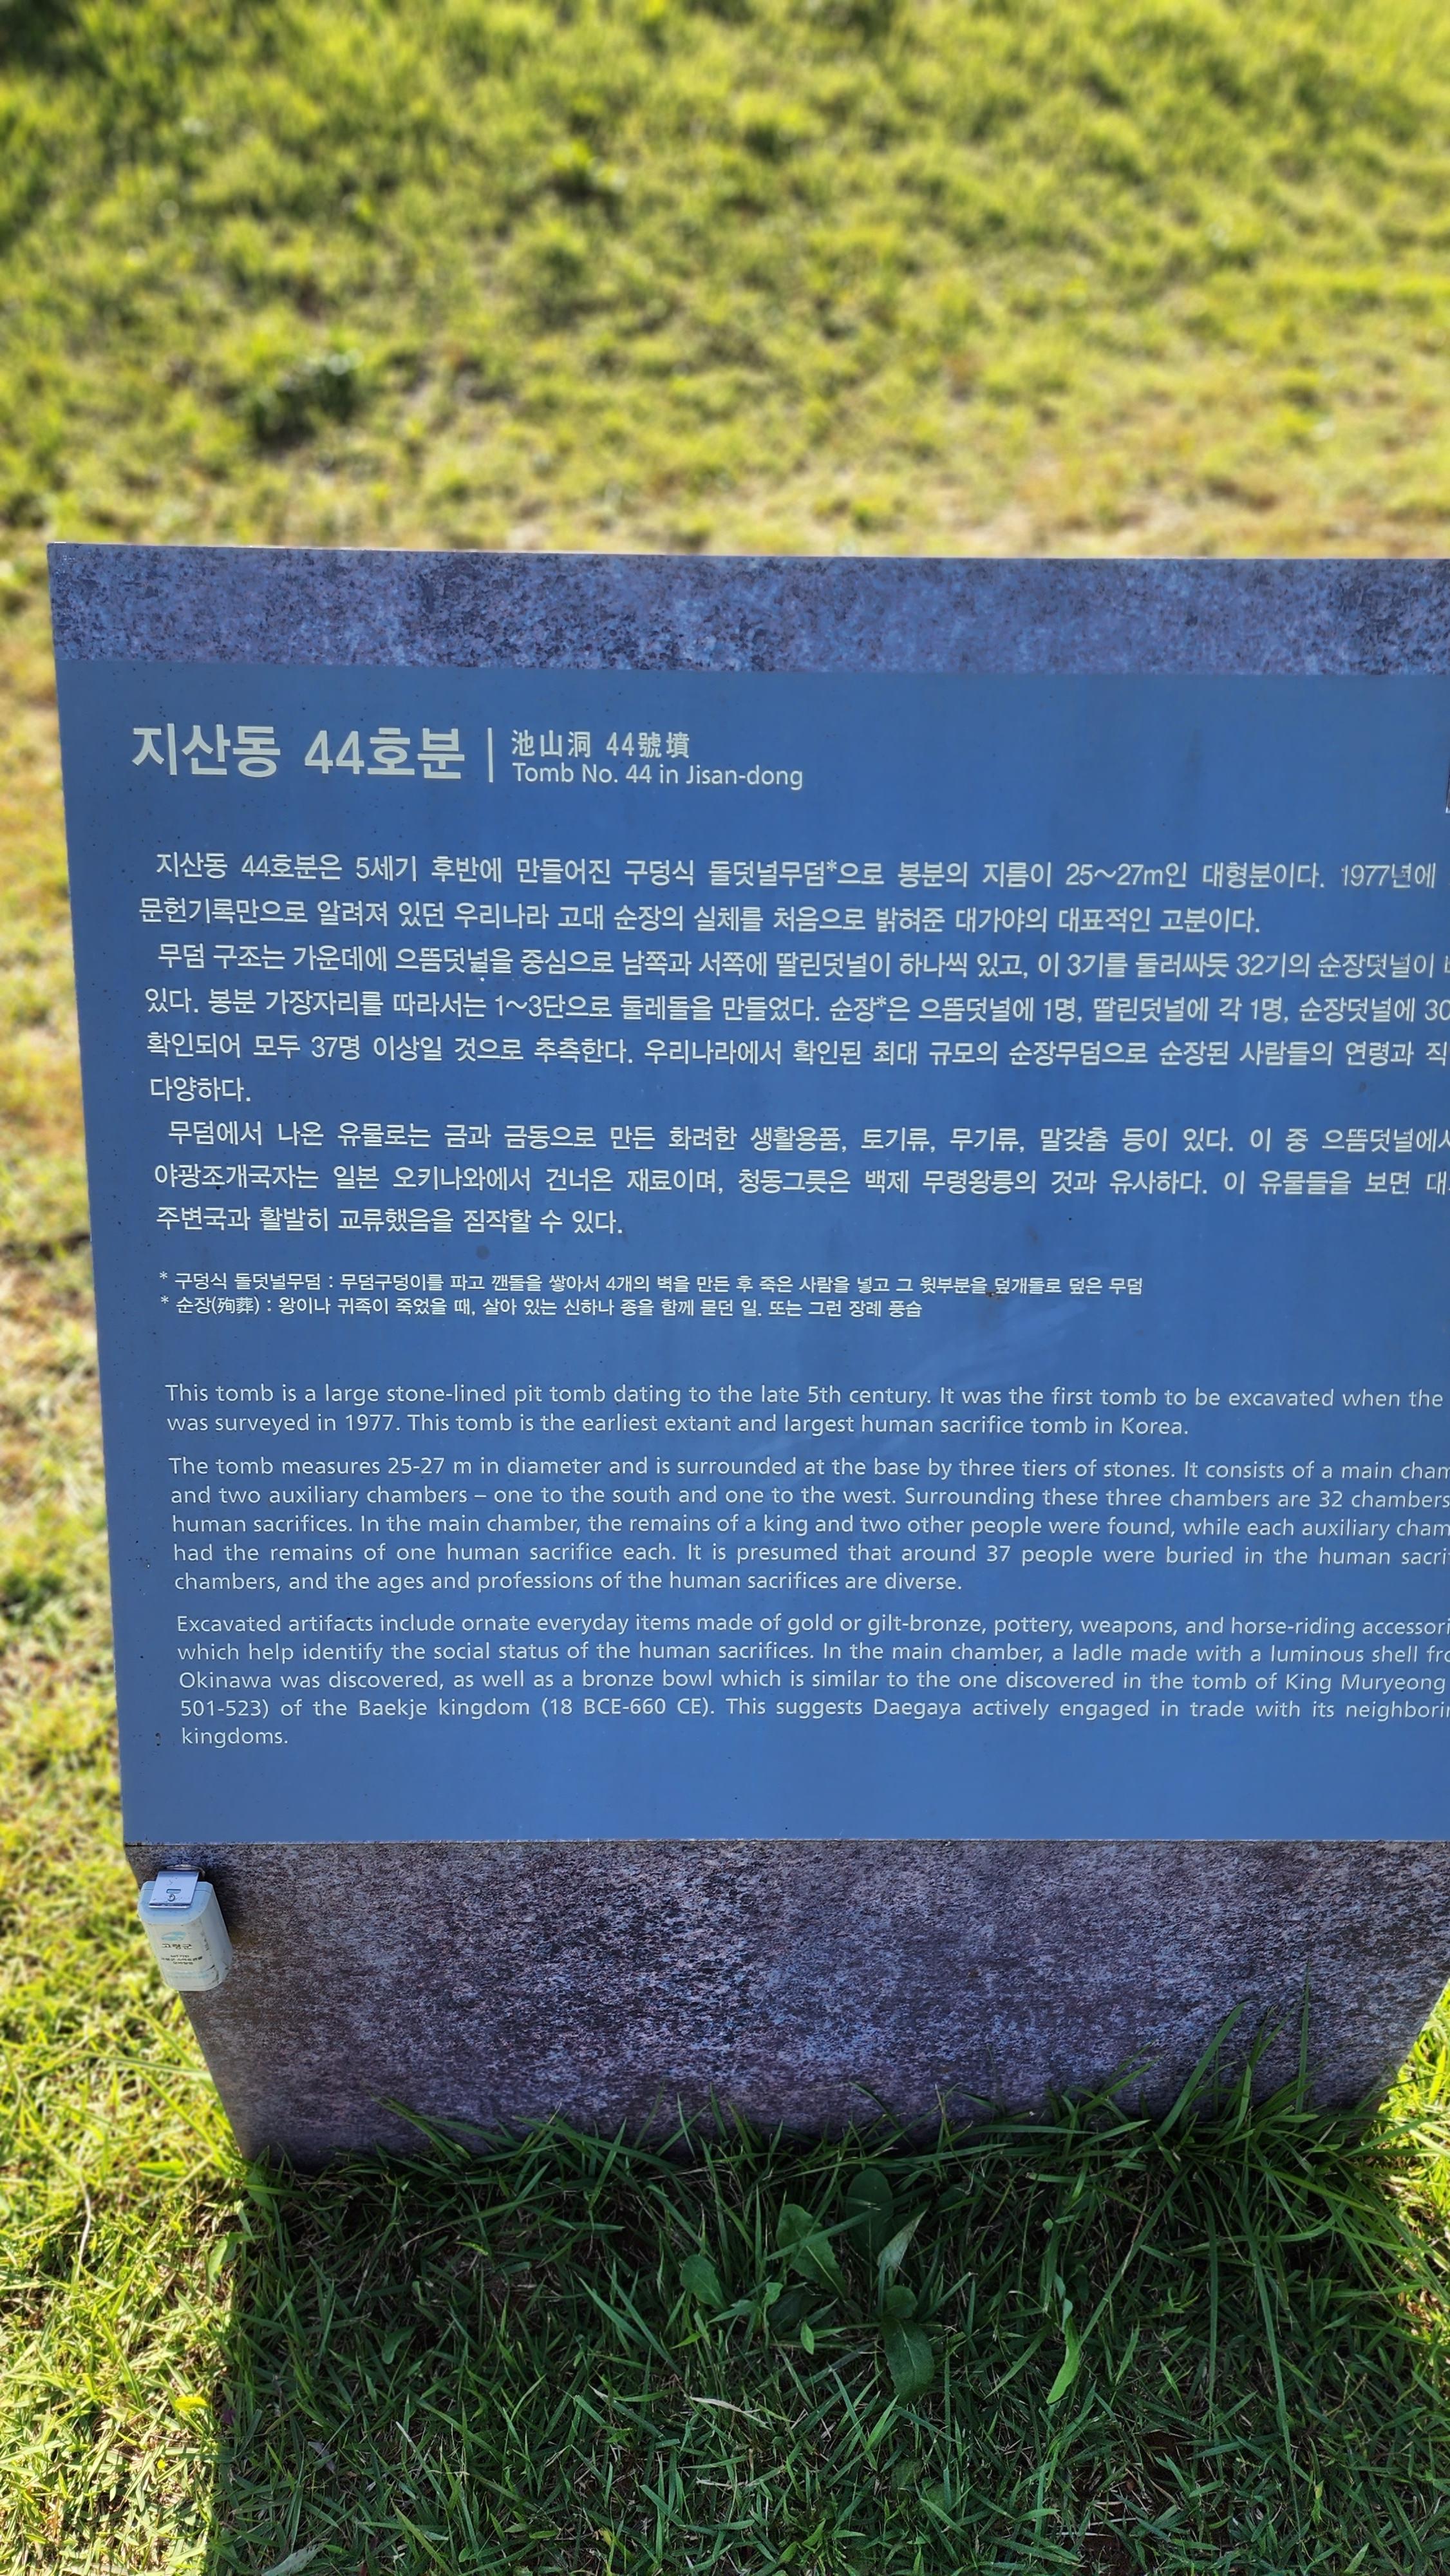 지산동 44호분
池山洞 44號墳
Tomb No. 44 in Jisan-dong
지산동 44호분은 5세기 후반에 만들어진 구덩식 돌덧널무덤*으로 봉분의 지름이 25~27m인 대형분이다. 1977년에
문헌기록만으로 알려져 있던 우리나라 고대 순장의 실체를 처음으로 밝혀준 대가야의 대표적인 고분이다.
무덤 구조는 가운데에 으뜸덧널을 중심으로 남쪽과 서쪽에 딸린덧널이 하나씩 있고, 이 3기를 둘러싸듯 32기의 순장덧널이
있다. 봉분 가장자리를 따라서는 1~3단으로 둘레돌을 만들었다. 순장*은 으뜸덧널에 1명, 딸린덧널에 각 1명, 순장덧널에
확인되어 모두 37명 이상일 것으로 추측한다. 우리나라에서 확인된 최대 규모의 순장무덤으로 순장된 사람들의 연령과
다양하다.
무덤에서 나온 유물로는 금과 금동으로 만든 화려한 생활용품, 토기류, 무기류, 말갖춤 등이 있다. 이 중 으뜸덧널에서
야광조개국자는 일본 오키나와에서 건너온 재료이며, 청동그릇은 백제 무령왕릉의 것과 유사하다. 이 유물들을 보면
주변국과 활발히 교류했음을 짐작할 수 있다.
* 구덩식 돌덧널무덤 : 무덤구덩이를 파고 깬돌을 쌓아서 4개의 벽을 만든 후 죽은 사람을 넣고 그 윗부분을 덮개돌로 덮은 무덤
* 순장(殉葬) : 왕이나 귀족이 죽었을 때, 살아 있는 신하나 종을 함께 묻던 일. 또는 그런 장례 풍습
This tomb is a large stone-lined pit tomb dating to the late 5th century. It was the first tomb to be excavated when the
was surveyed in 1977. This tomb is the earliest extant and largest human sacrifice tomb in Korea.
The tomb measures 25-27 m in diameter and is surrounded at the base by three tiers of stones. It consists of a main
and two auxiliary chambers – one to the south and one to the west. Surrounding these three chambers are 32 chambers
human sacrifices. In the main chamber, the remains of a king and two other people were found, while each auxiliary
had the remains of one human sacrifice each. It is presumed that around 37 people were buried in the human
chambers, and the ages and professions of the human sacrifices are diverse.
Excavated artifacts include ornate everyday items made of gold or gilt-bronze, pottery, weapons, and horse-riding
which help identify the social status of the human sacrifices. In the main chamber, a ladle made with a luminous shell
Okinawa was discovered, as well as a bronze bowl which is similar to the one discovered in the tomb of King Muryeong
501-523) of the Baekje kingdom (18 BCE-660 CE). This suggests Daegaya actively engaged in trade with its
kingdoms.
고령군